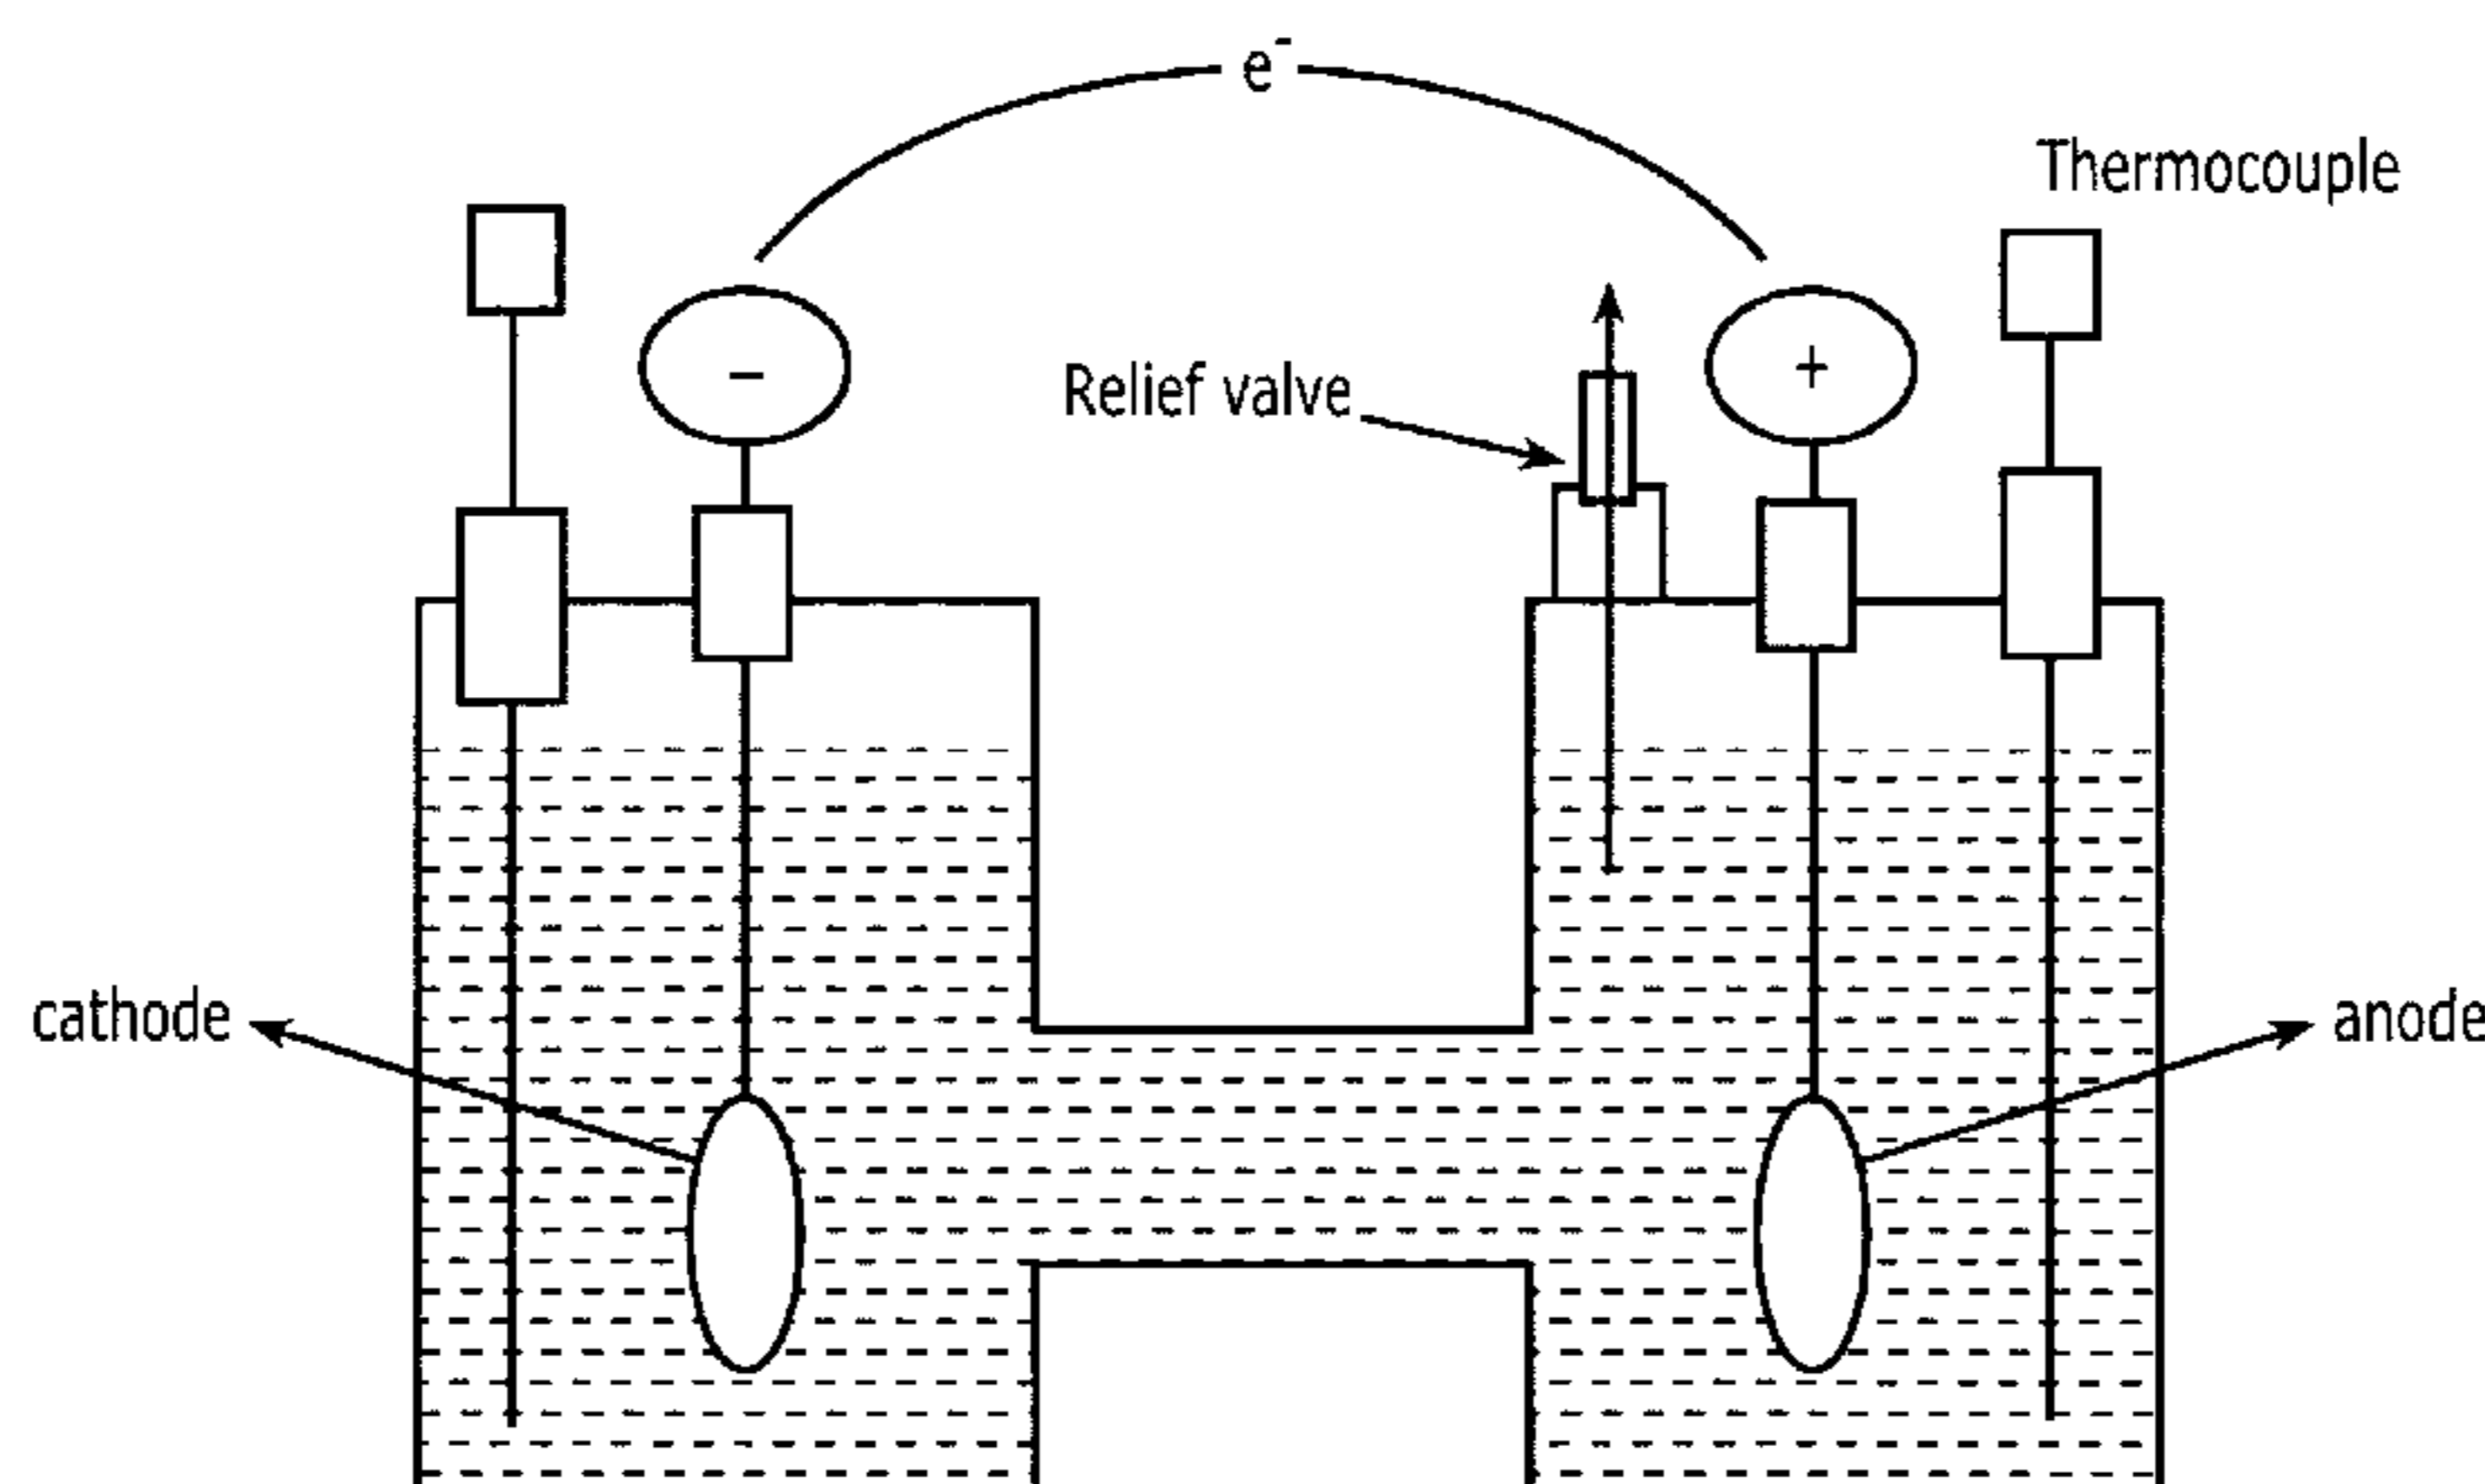 e-
Thermocouple
Relief valve
-
+
cathode
anode